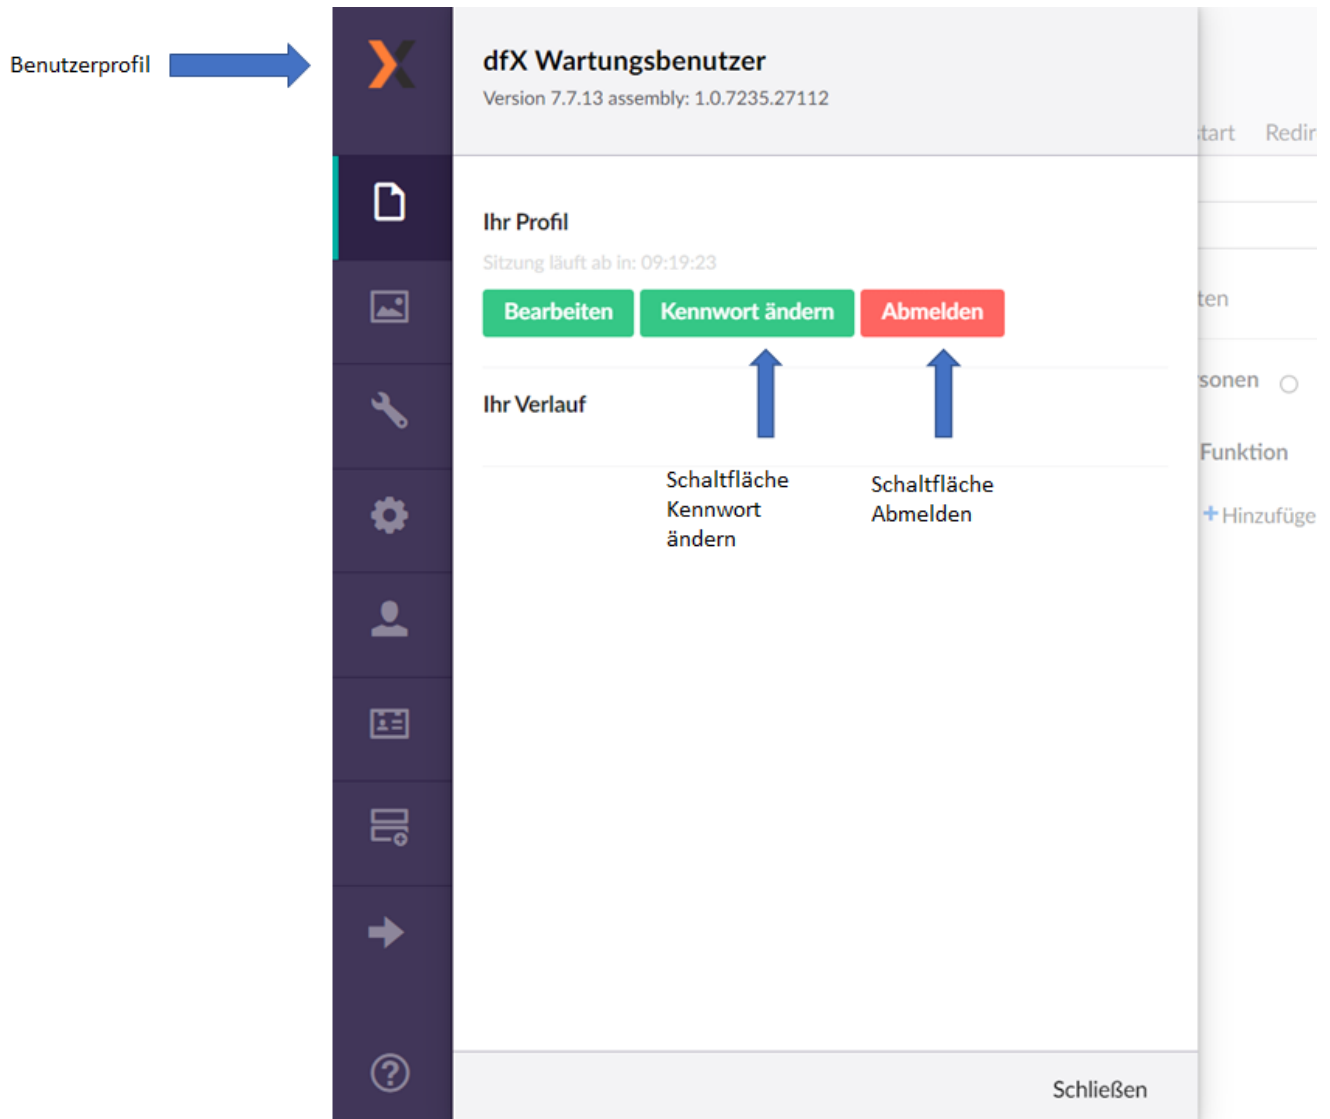 Benutzerprofil
dfX Wartungsbenutzer
Version 7.7.13 assembly: 1.0.7235.27112
Redir
Ihr Profil
Sitzung läuft ab in: 09:19:23
Bearbeiten Kennwort ändern Abmelden
ten
sonen
Ihr Verlauf
Funktion
Schaltfläche
Kennwort
ändern
Schaltfläche
Abmelden
+Hinzufüge
Schließen